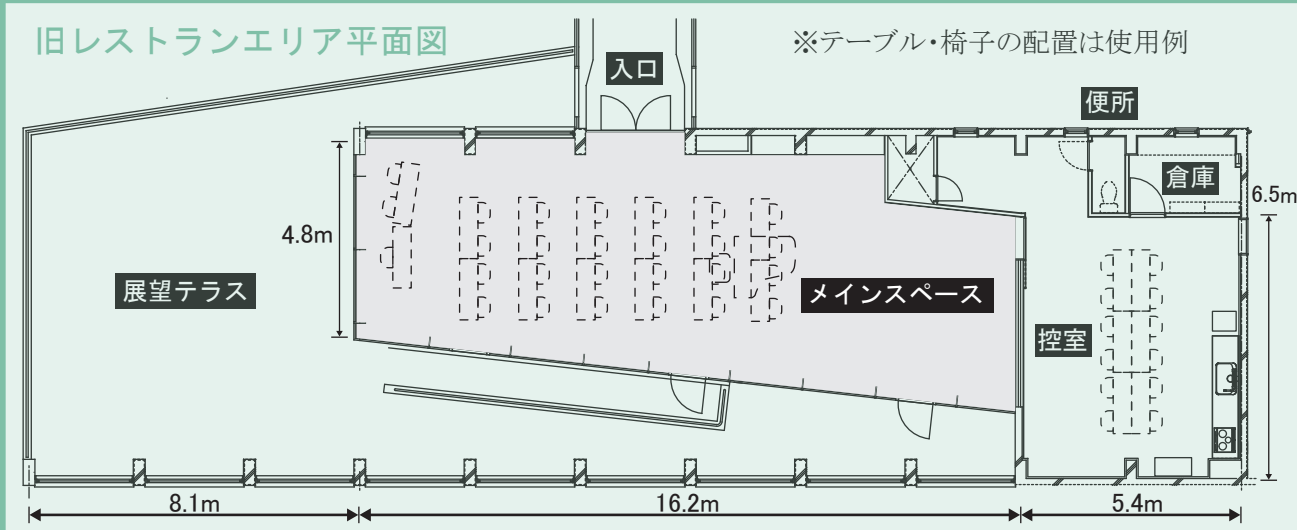 旧レストランエリア平面図
※テーブル・椅子の配置は使用例
入口
便所
倉庫
6.5m
4.8m
展望テラス
メインスペース
控室
8.1m
16.2m
5.4m